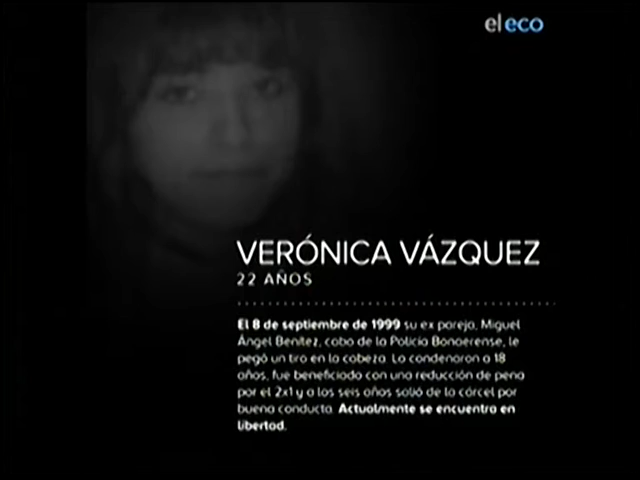 el eco
VERÓNICA VÁZQUEZ
22 AÑOS
El 8 de septiembre de 1999 su ex pareja, Miguel
Ángel Benítez, cabo de la Policía Bonaerense, le
pegó un tiro en la cabeza. Lo condenaron a 18
años, fue beneficiado con una reducción de pena
por el 2x1 y a los seis años salió de la cárcel por
buena conducta. Actualmente se encuentra en
libertad.